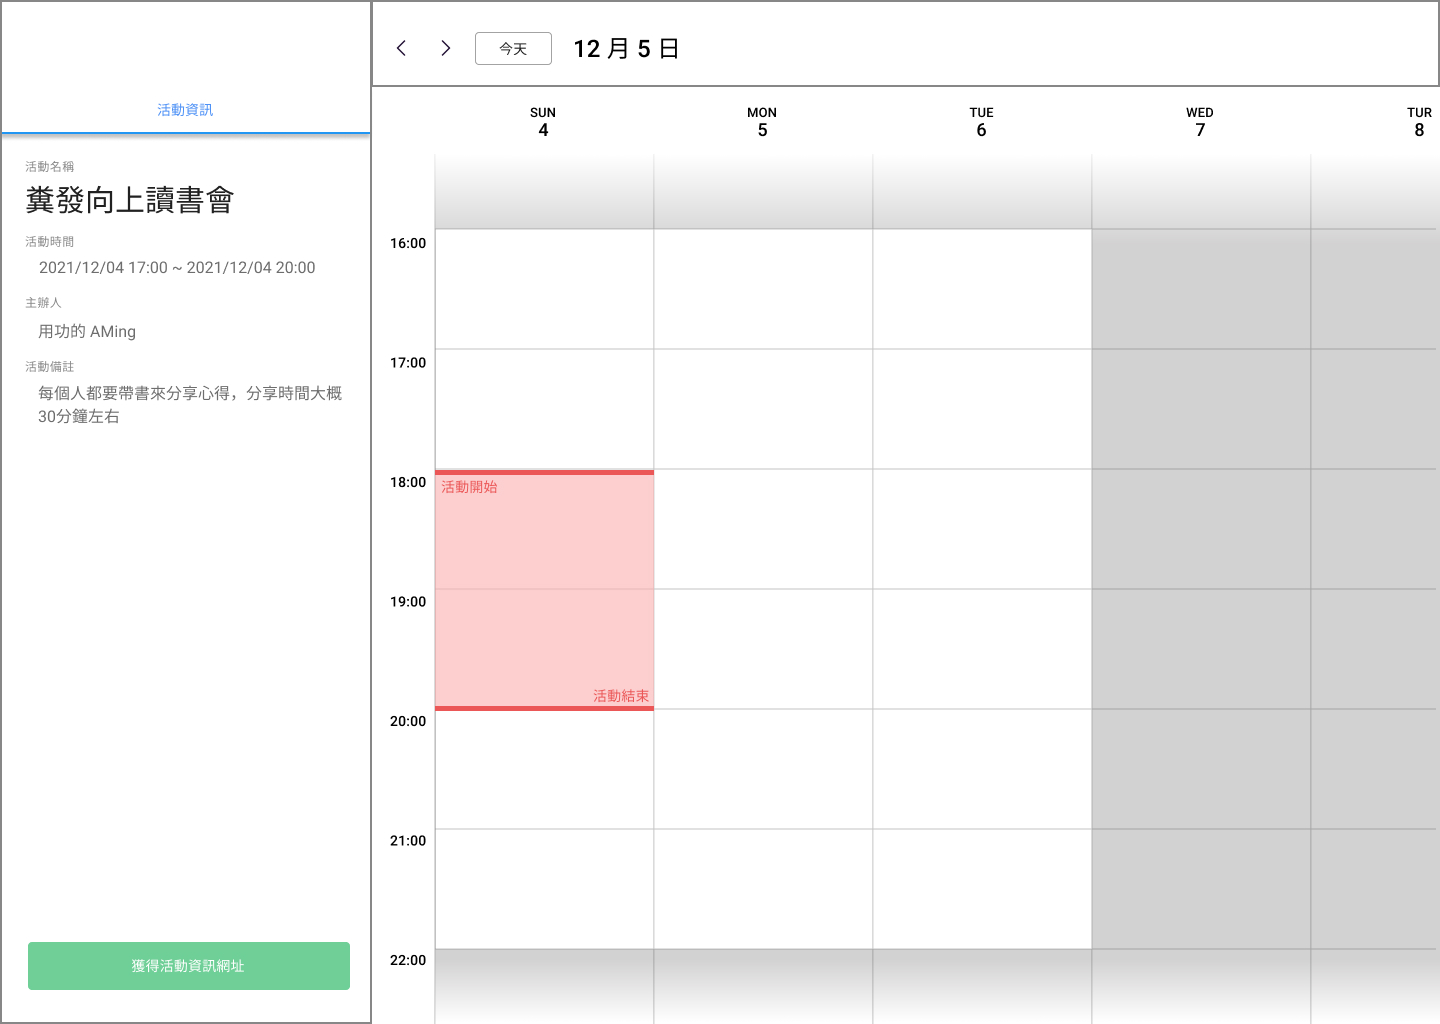 活動資訊
活動名稱
糞發向上讀書會
活動時間
2021/12/04 17:00 ~ 2021/12/04 20:00
主辦人
用功的 AMing
活動備註
每個人都要帶書來分享心得，分享時間大概
30分鐘左右
獲得活動資訊網址
今天
12 月 5 日
SUN MON TUE WED TUR
4 5 6 7 8
16:00
17:00
18:00
活動開始
19:00
活動結束
20:00
21:00
22:00